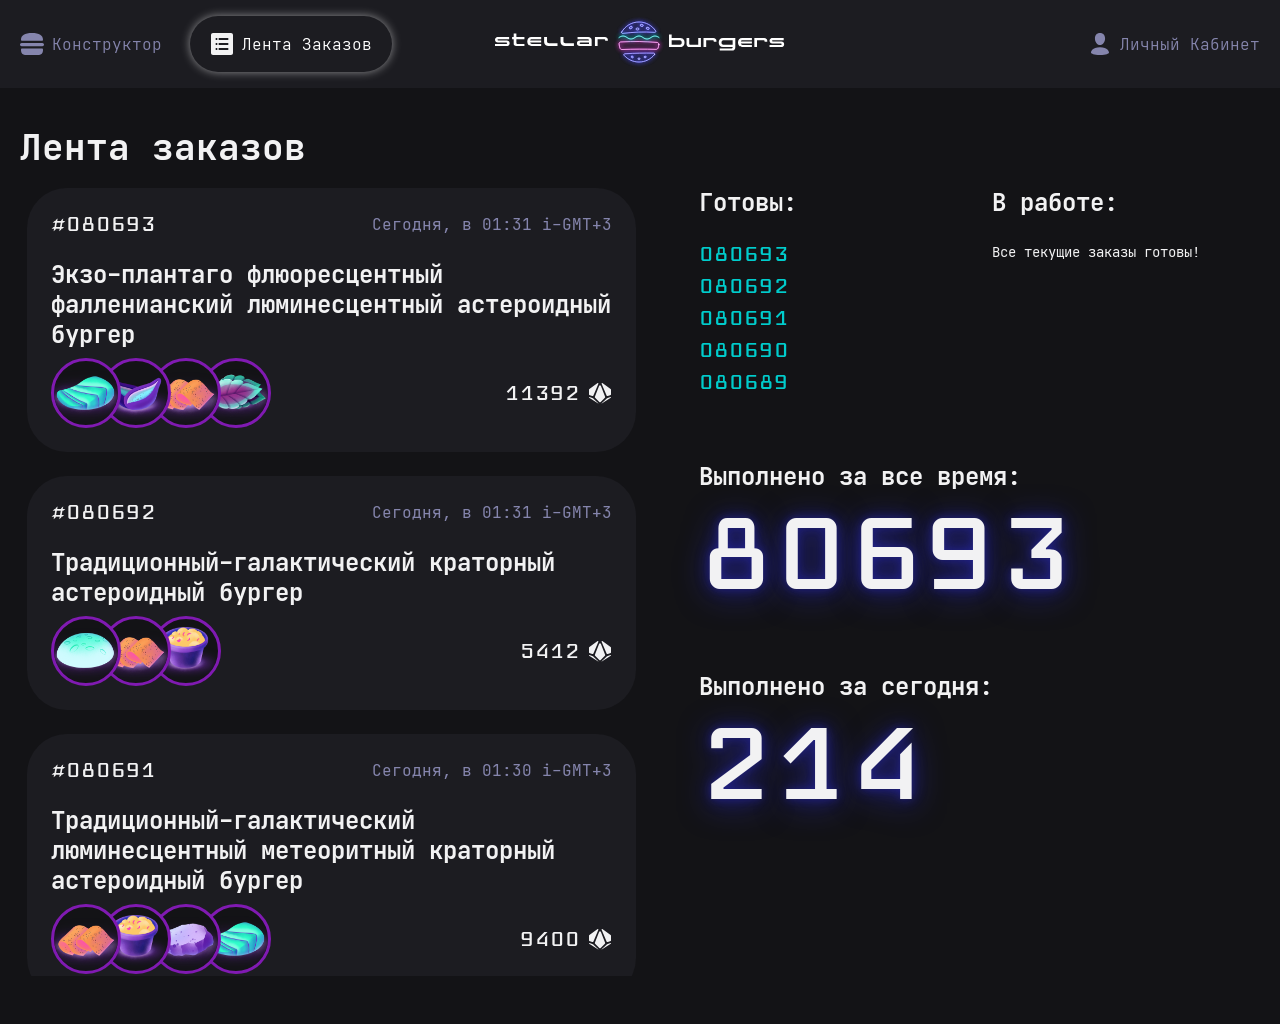 Конструктор
Лента Заказов
stellar burgers
Личный Кабинет
Лента заказов
#080693
Сегодня, в 01:31 i-GMT+3
Экзо-плантаго флюоресцентный
фалленианский люминесцентный астероидный
бургер
11392
#080692
Сегодня, в 01:31 i-GMT+3
Традиционный-галактический краторный
астероидный бургер
5412
#080691
Сегодня, в 01:30 i-GMT+3
Традиционный-галактический
люминесцентный метеоритный краторный
астероидный бургер
9400
Готовы:
080693
080692
080691
080690
080689
В работе:
Все текущие заказы готовы!
Выполнено за все время:
80693
Выполнено за сегодня:
214